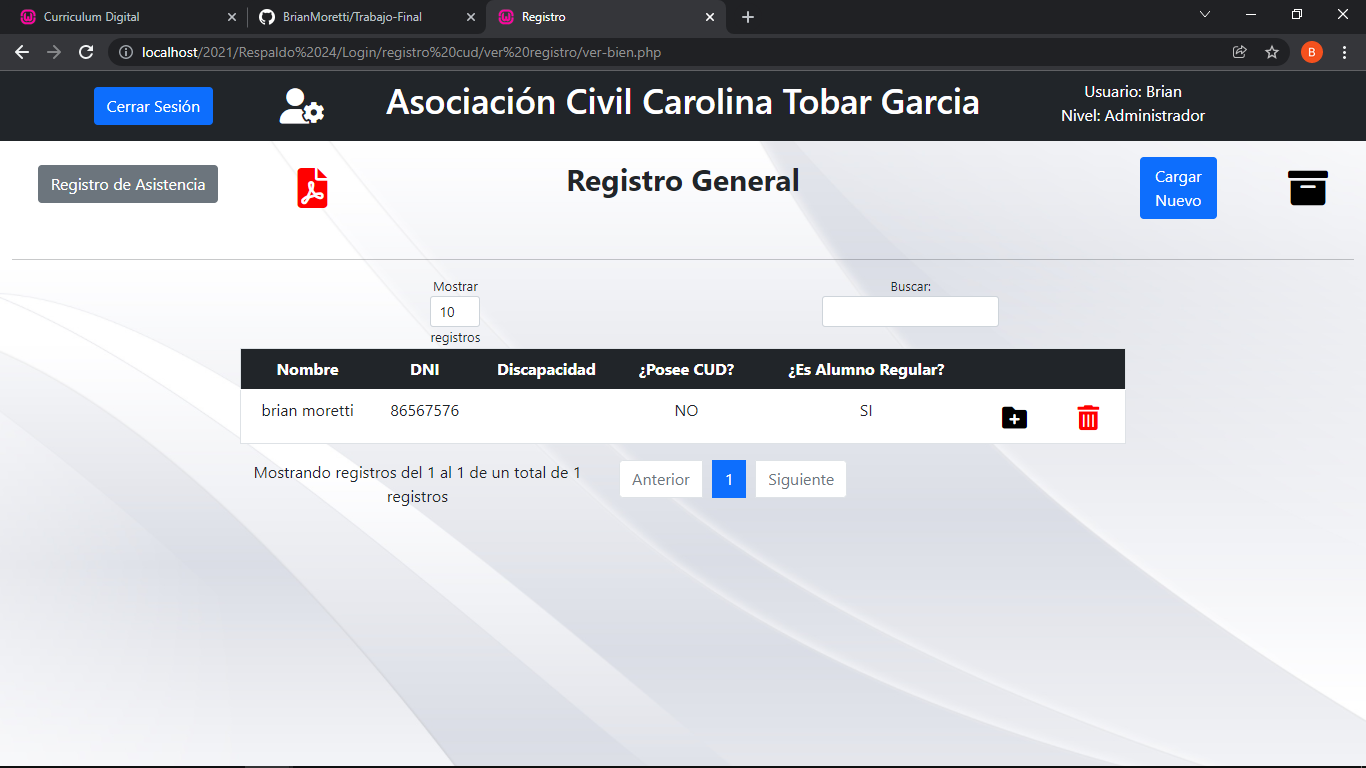 Curriculum Digital
BrianMoretti/Trabajo-Final
Registro
localhost/2021/Respaldo%2024/Login/registro%20cud/ver%20registro/ver-bien.php
B
Cerrar Sesión
Asociación Civil Carolina Tobar Garcia
Usuario: Brian
Nivel: Administrador
Registro de Asistencia
Registro General
Cargar
Nuevo
Mostrar
10
registros
Buscar:
Nombre DNI Discapacidad ¿Posee CUD? ¿Es Alumno Regular?
brian moretti 86567576 NO SI
Mostrando registros del 1 al 1 de un total de 1
registros
Anterior 1 Siguiente